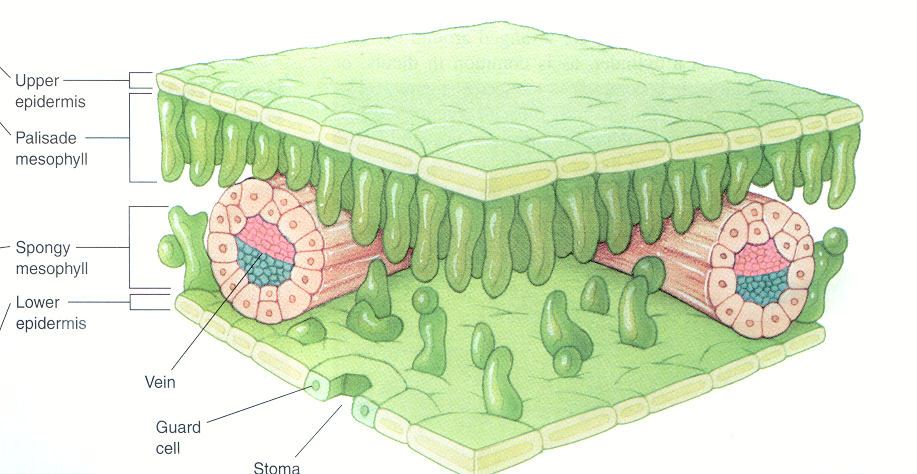 Upper
epidermis
Palisade
mesophyll
Spongy
mesophyll
Lower
epidermis
Vein
Guard
cell
Stoma